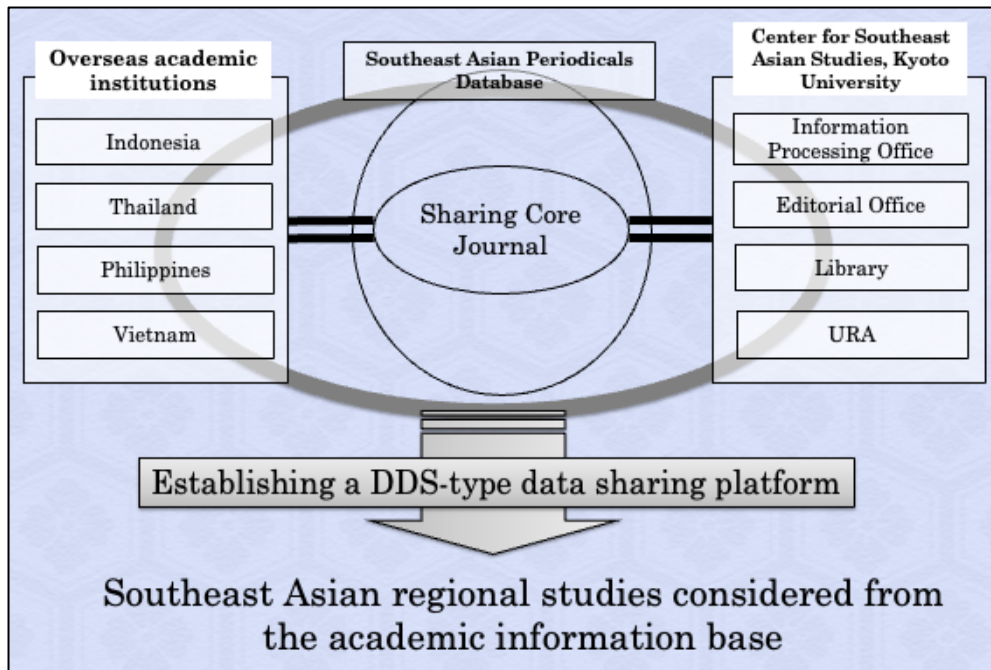 Overseas academic
institutions
Indonesia
Thailand
Philippines
Vietnam
Southeast Asian Periodicals
Database
Sharing Core
Journal
Center for Southeast
Asian Studies, Kyoto
University
Information
Processing Office
Editorial Office
Library
URA
Establishing a DDS-type data sharing platform
Southeast Asian regional studies considered from
the academic information base